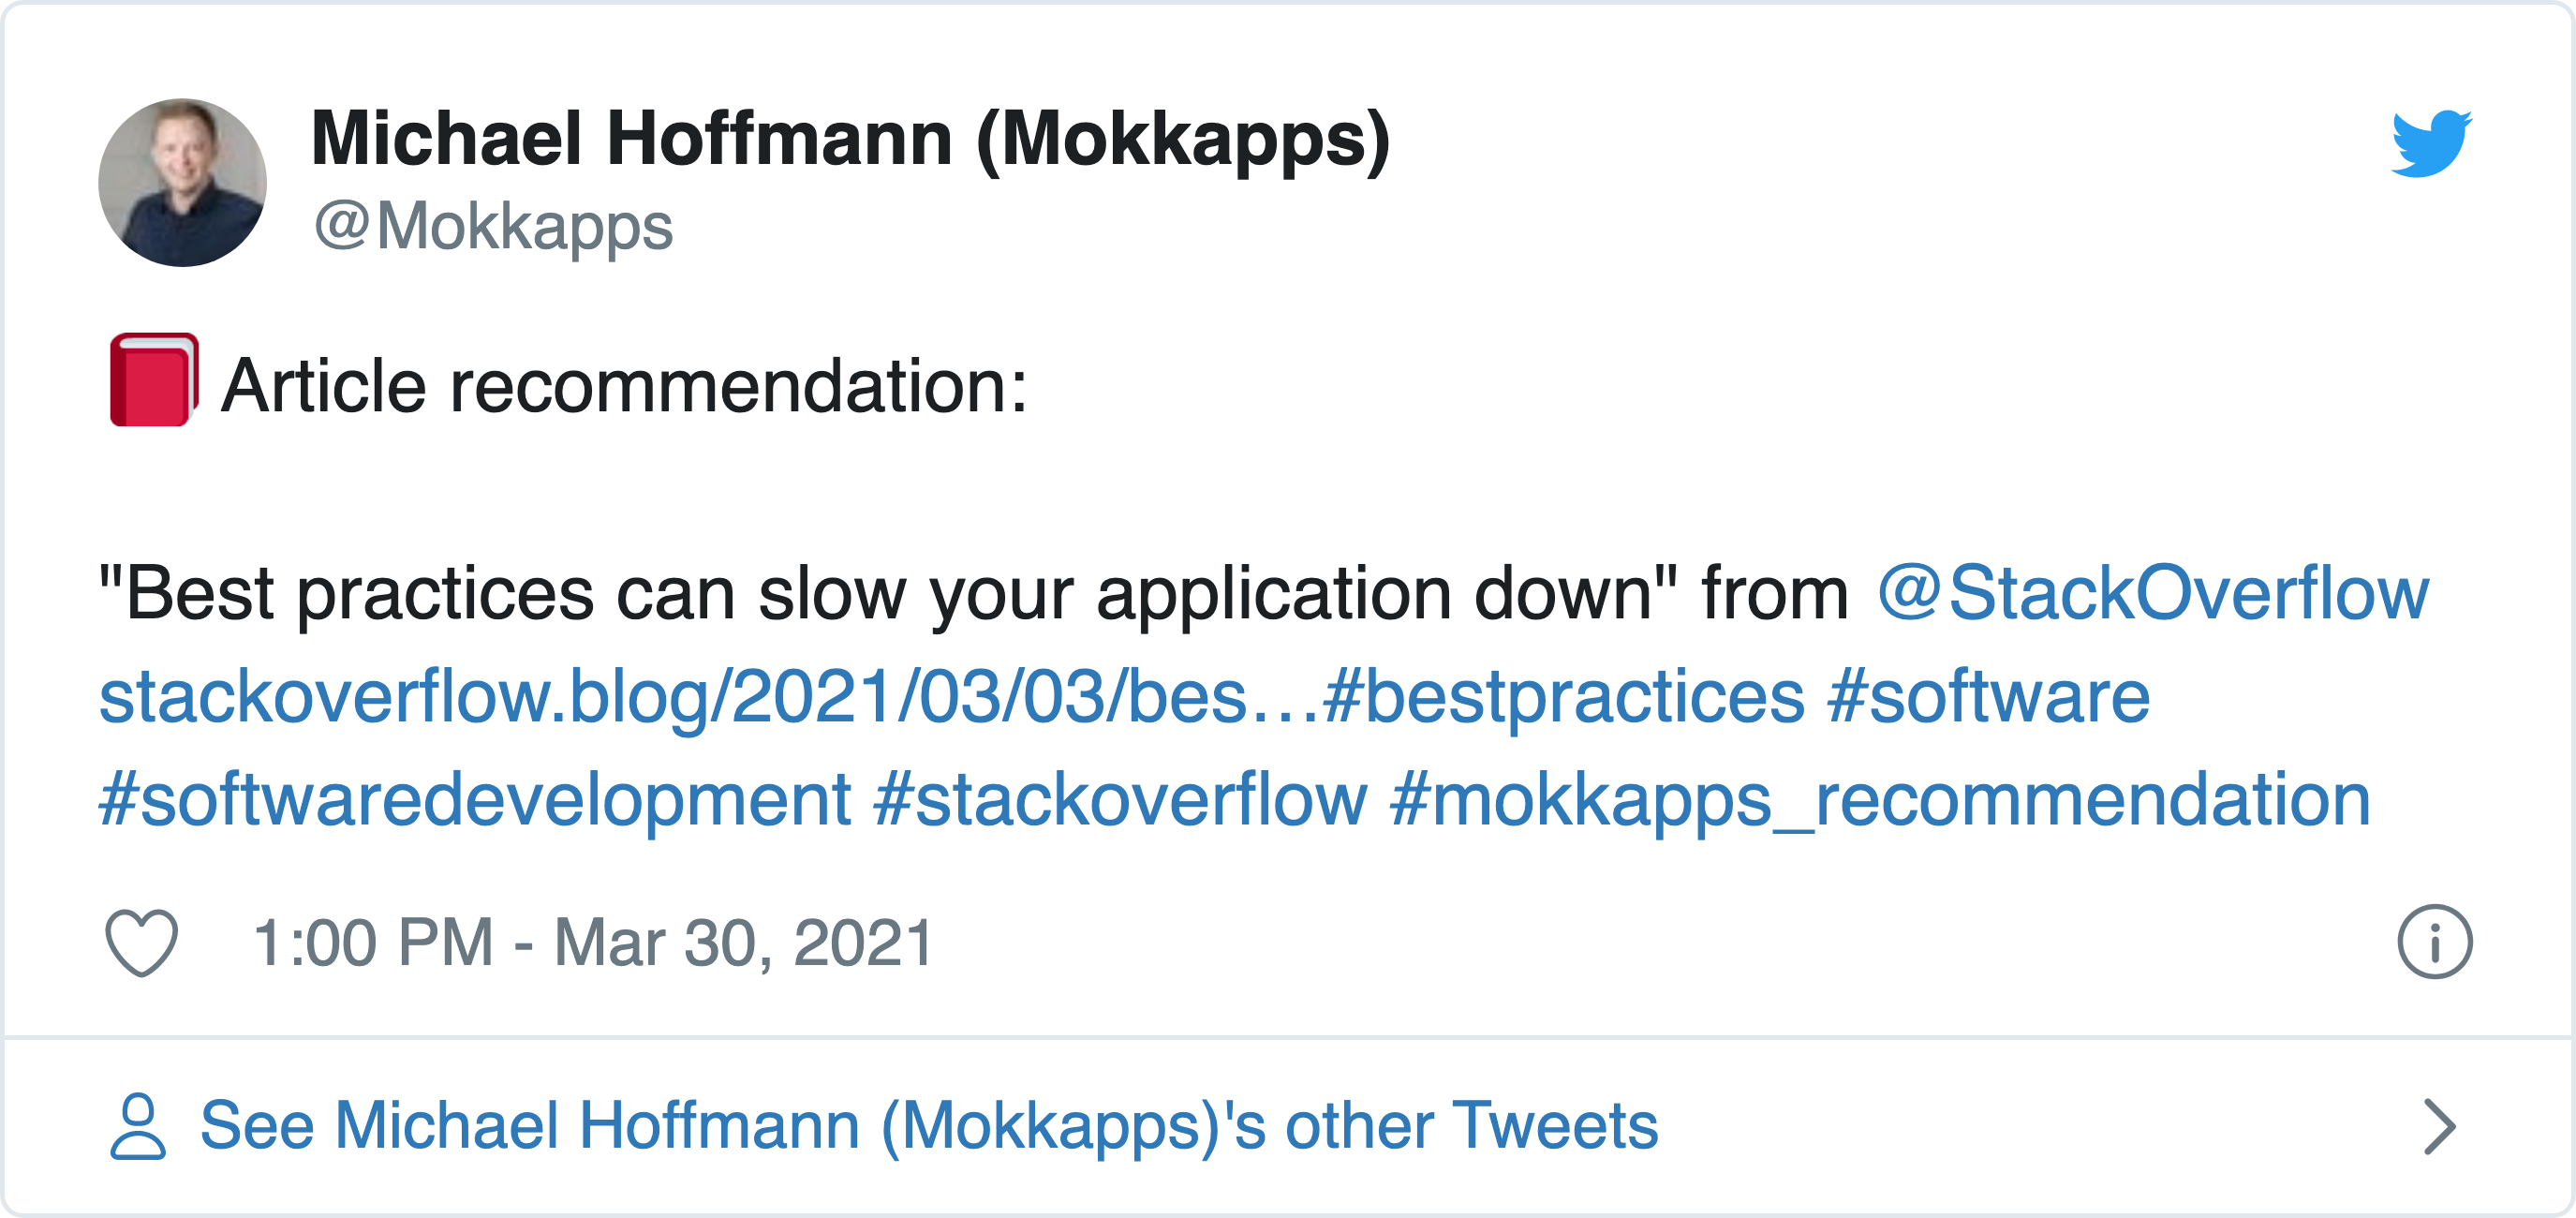 Michael Hoffmann (Mokkapps)
@Mokkapps
Article recommendation:
"Best practices can slow your application down" from @StackOverflow
stackoverflow.blog/2021/03/03/bes…#bestpractices #software
#softwaredevelopment #stackoverflow #mokkapps_recommendation
1:00 PM - Mar 30, 2021
See Michael Hoffmann (Mokkapps)'s other Tweets